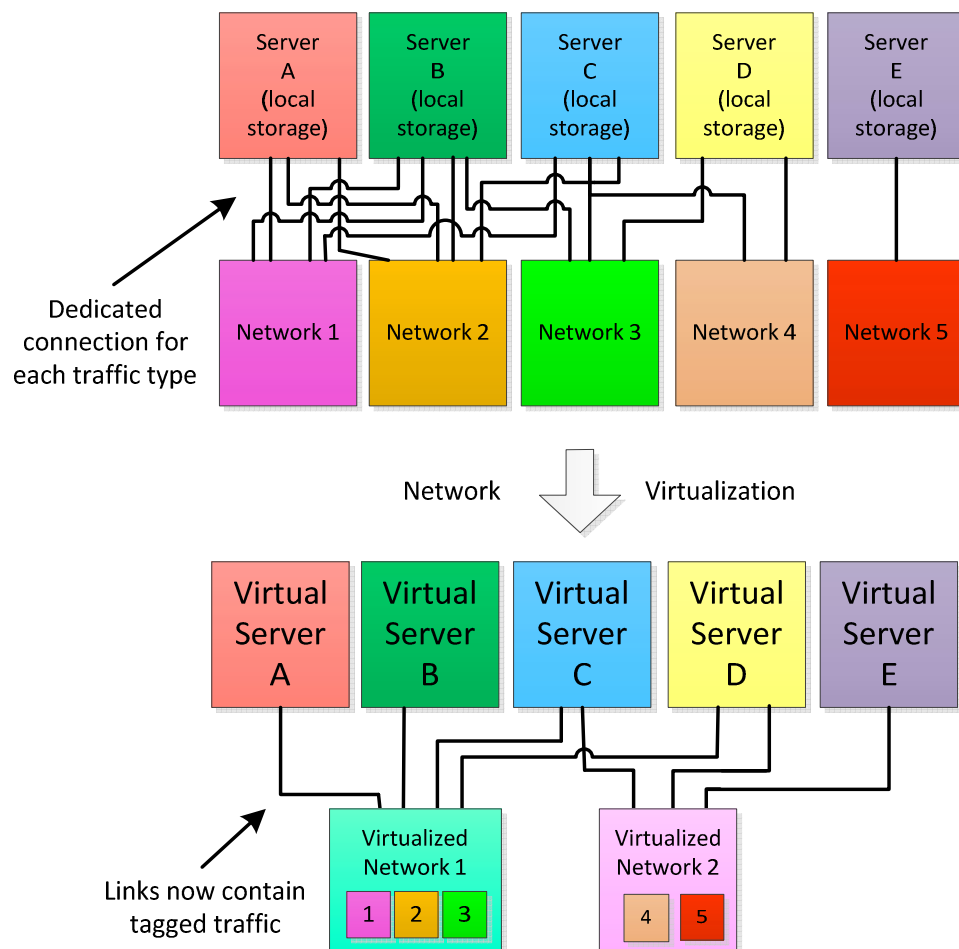 Server
A
(local
storage)
Server
B
(local
storage)
Server
C
(local
storage)
Server
D
(local
storage)
Server
E
(local
storage)
Network 1
Network 2
Network 3
Network 4
Network 5
Dedicated
connection for
each traffic type
Network
Virtualization
Virtual
Server
A
Virtual
Server
B
Virtual
Server
C
Virtual
Server
D
Virtual
Server
E
Virtualized
Network 1
1
2
3
Virtualized
Network 2
4
5
Links now contain
tagged traffic